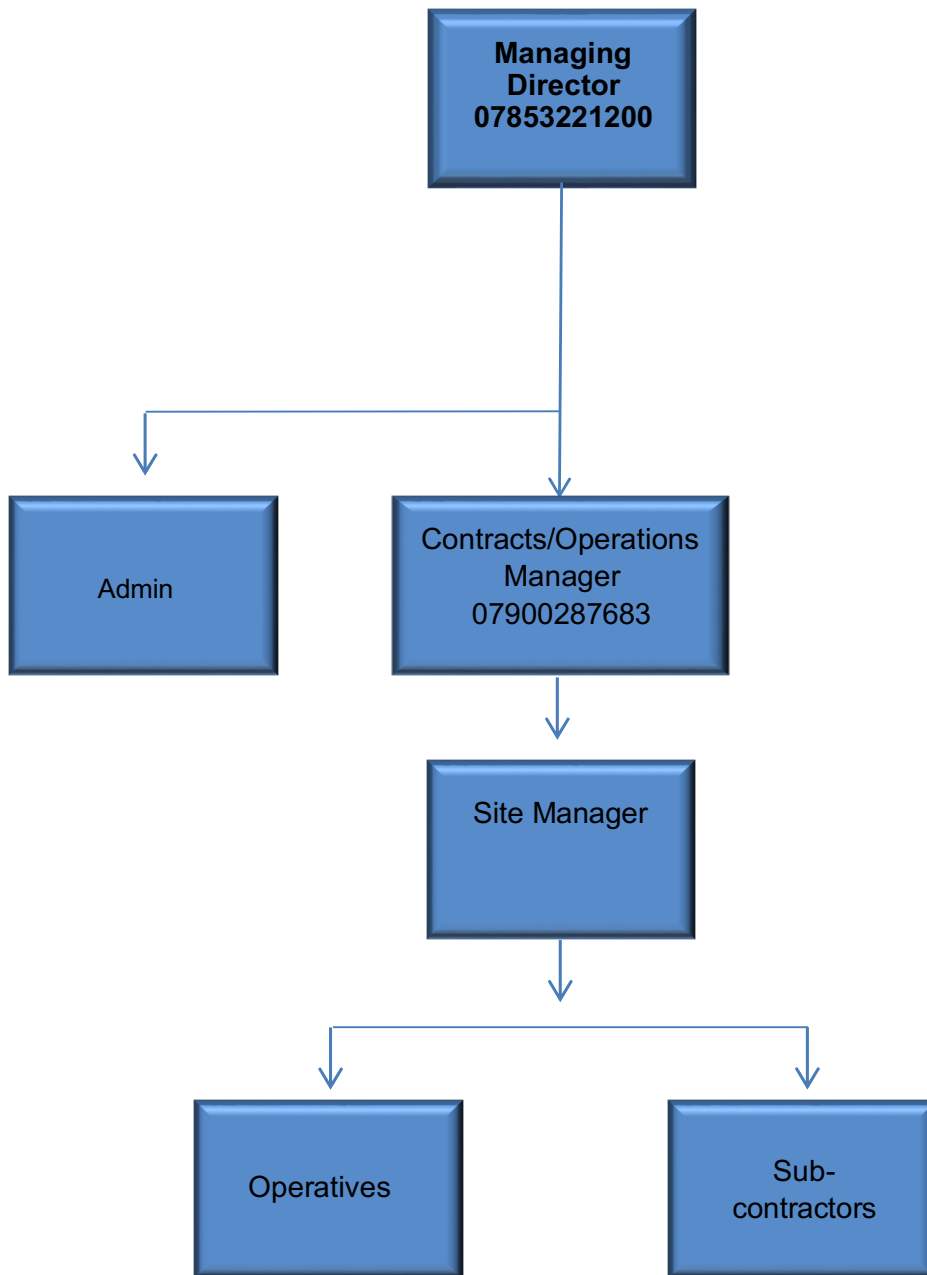 Managing
Director
07853221200
Admin
Contracts/Operations
Manager
07900287683
Site Manager
Operatives
Sub-
contractors